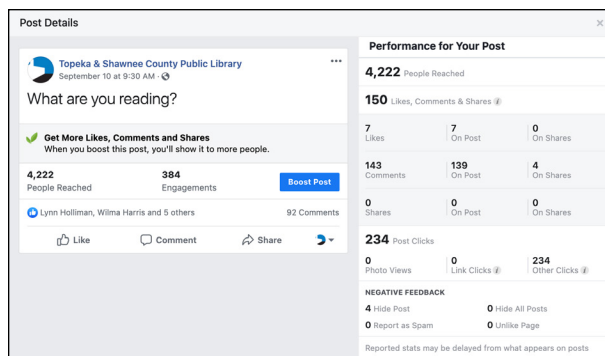 Post Details
×
Topeka & Shawnee County Public Library
September 10 at 9:30 AM ·
What are you reading?
Get More Likes, Comments and Shares
When you boost this post, you'll show it to more people.
4,222
People Reached
384
Engagements
Boost Post
Lynn Holliman, Wilma Harris and 5 others
92 Comments
Like
Comment
Share
Performance for Your Post
4,222 People Reached
150 Likes, Comments & Shares
7
Likes
7
On Post
0
On Shares
143
Comments
139
On Post
4
On Shares
0
Shares
0
On Post
0
On Shares
234 Post Clicks
0
Photo Views
0
Link Clicks
234
Other Clicks
NEGATIVE FEEDBACK
4 Hide Post
0 Hide All Posts
0 Report as Spam
0 Unlike Page
Reported stats may be delayed from what appears on posts